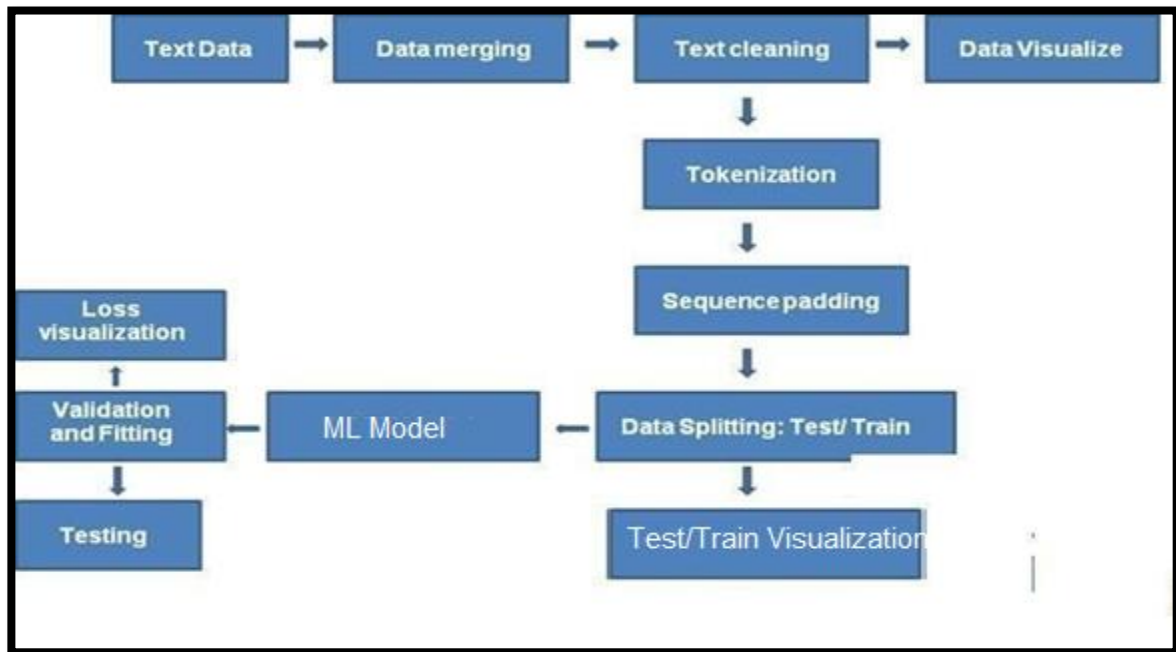 Text Data
Data merging
Text cleaning
Data Visualize
Tokenization
Sequence padding
Loss
visualization
Validation
and Fitting
ML Model
Data Splitting: Test/ Train
Testing
Test/Train Visualization